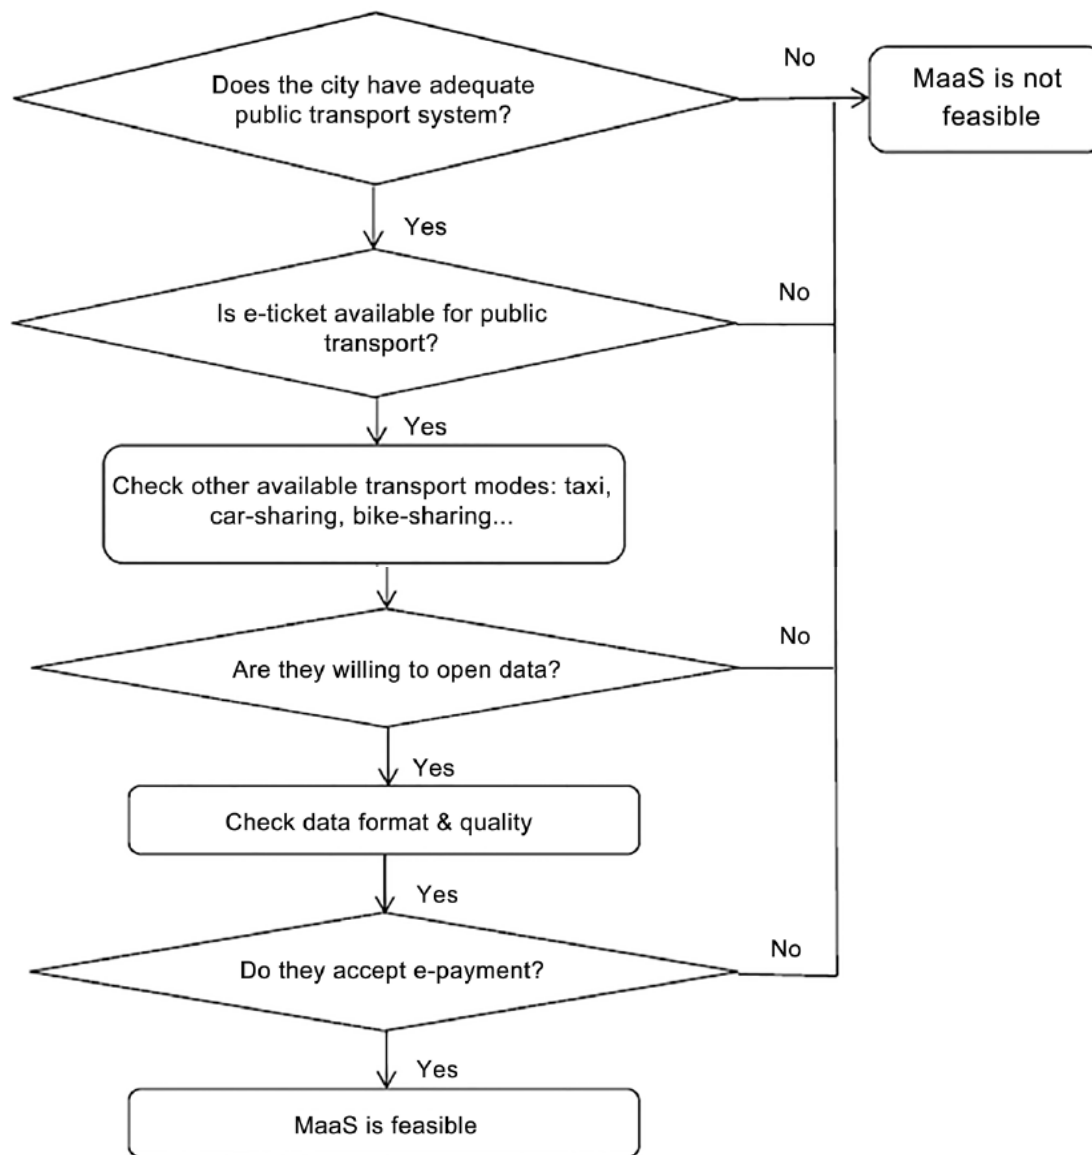 Does the city have adequate
public transport system?
No
MaaS is not
feasible
Yes
Is e-ticket available for public
transport?
No
Yes
Check other available transport modes: taxi,
car-sharing, bike-sharing...
Are they willing to open data?
No
Yes
Check data format & quality
Yes
Do they accept e-payment?
No
Yes
MaaS is feasible